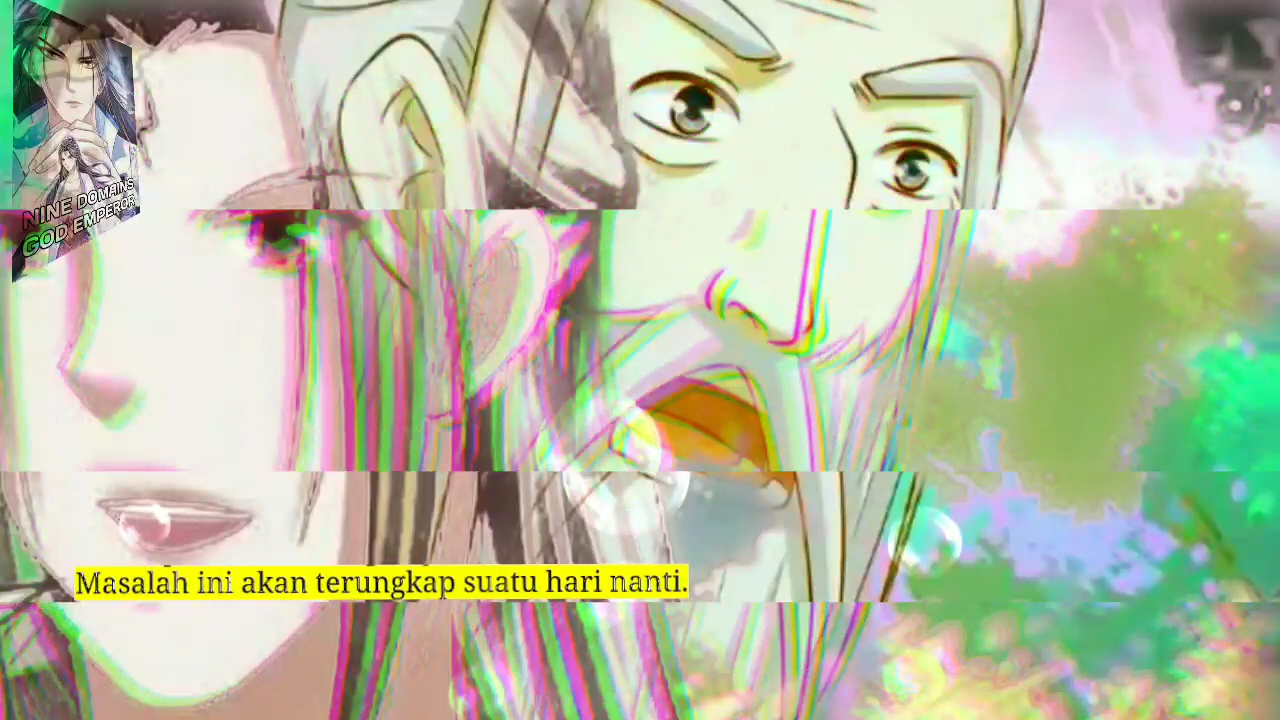 NINE DOMAINS
GOD EMPEROR
Masalah ini akan terungkap suatu hari nanti.